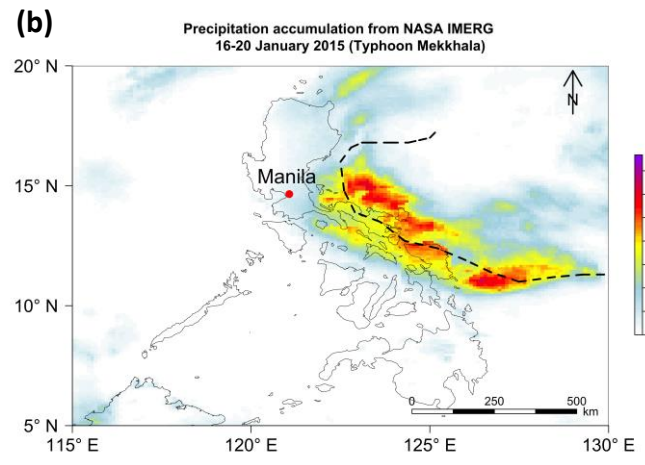 (b)
Precipitation accumulation from NASA IMERG
16-20 January 2015 (Typhoon Mekkhala)
20° N
N
Manila
15° N
10° N
0 250 500
km
5° N
115° E 120° E 125° E 130° E